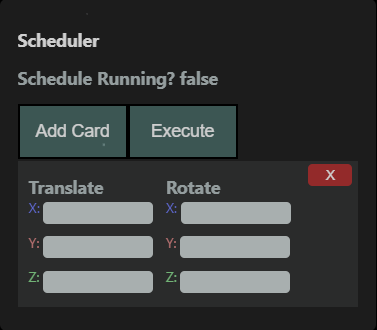 Scheduler
Schedule Running? false
Add Card Execute
X
Translate Rotate
X: X:
Y: Y:
Z: Z: